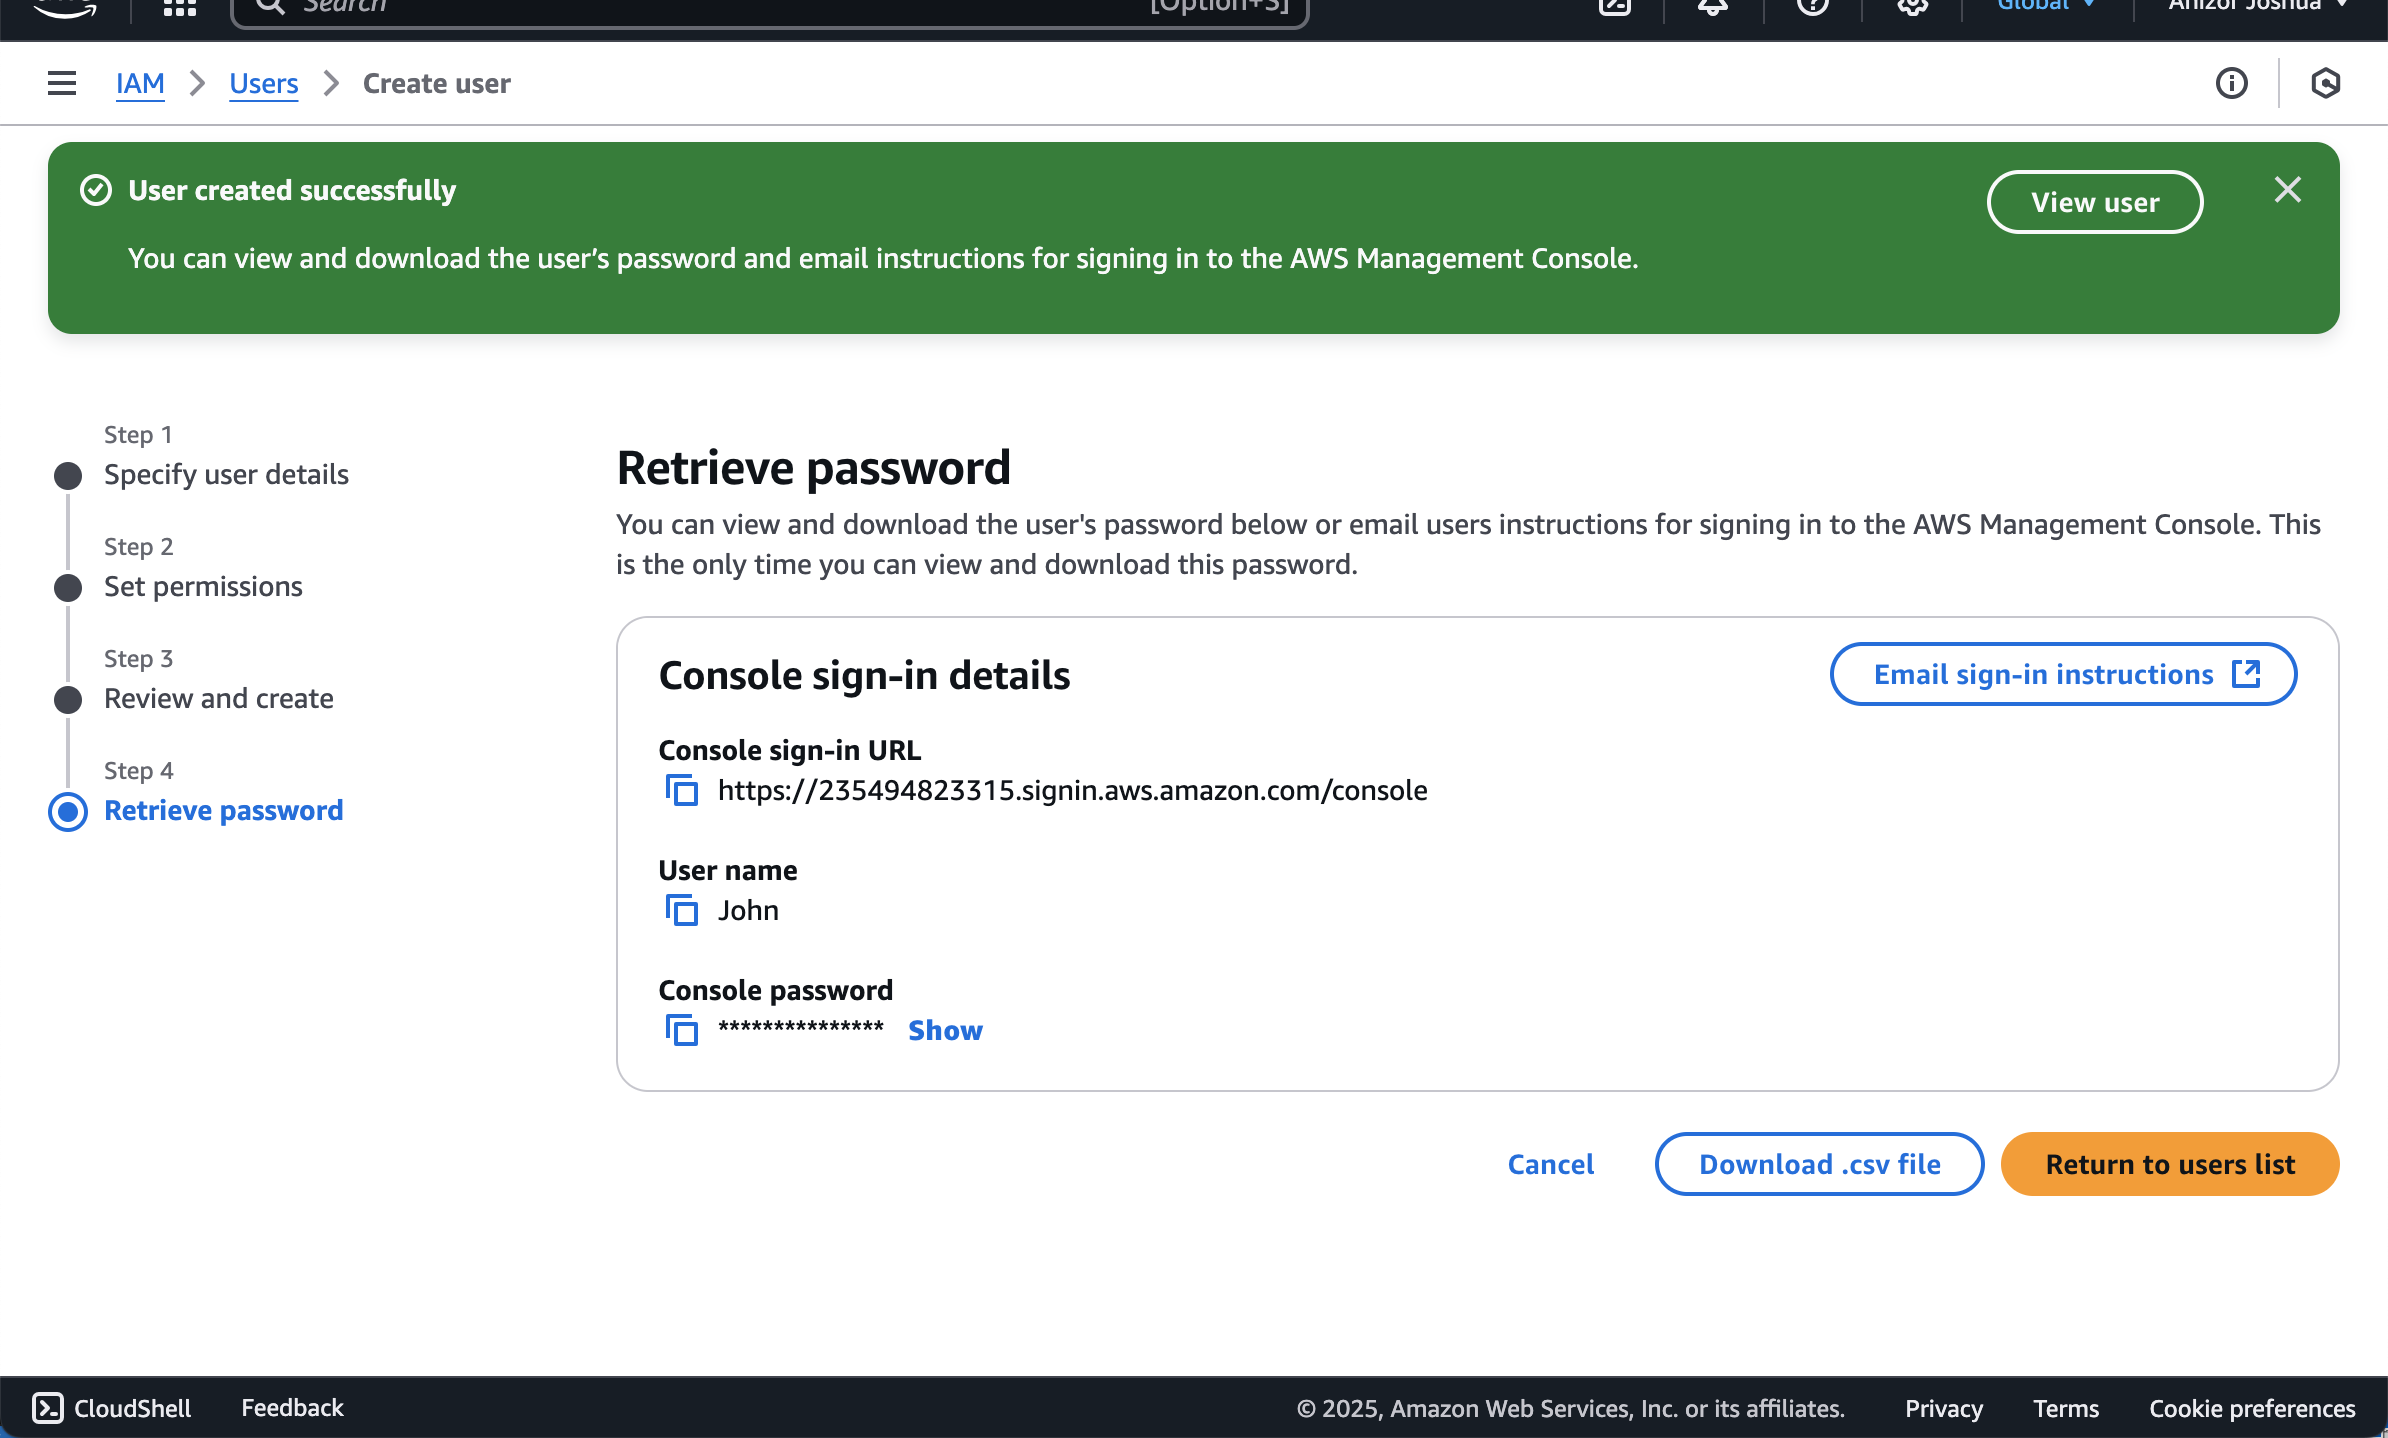 Search
[Option+S]
Global
Anizor Joshua
IAM
Users
Create user
User created successfully
View user
You can view and download the user’s password and email instructions for signing in to the AWS Management Console.
Step 1
Specify user details
Step 2
Set permissions
Step 3
Review and create
Step 4
Retrieve password
Retrieve password
You can view and download the user's password below or email users instructions for signing in to the AWS Management Console. This
is the only time you can view and download this password.
Console sign-in details
Email sign-in instructions
Console sign-in URL
https://235494823315.signin.aws.amazon.com/console
User name
John
Console password
*************** Show
Cancel
Download .csv file
Return to users list
CloudShell
Feedback
© 2025, Amazon Web Services, Inc. or its affiliates.
Privacy
Terms
Cookie preferences